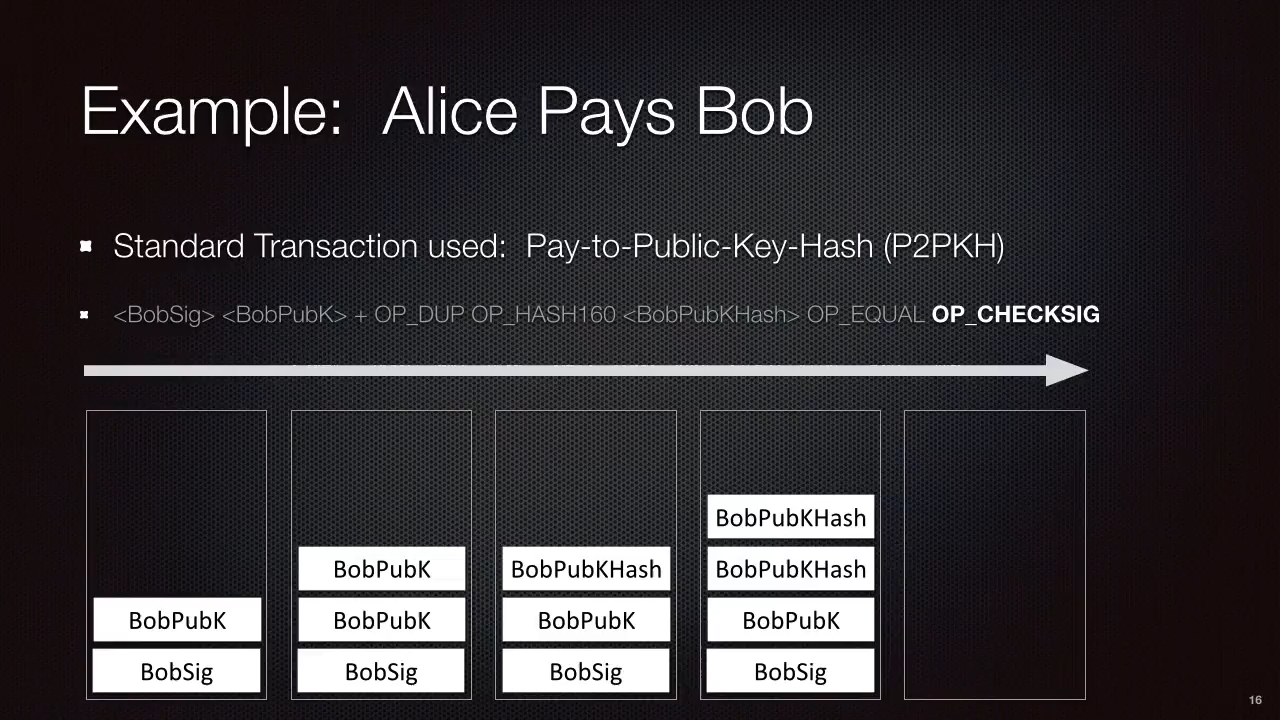 Example: Alice Pays Bob
Standard Transaction used: Pay-to-Public-Key-Hash (P2PKH)
<BobSig> <BobPubK> + OP_DUP OP_HASH160 <BobPubKHash> OP_EQUAL OP_CHECKSIG
BobPubK
BobSig
BobPubK
BobPubK
BobSig
BobPubKHash
BobPubK
BobSig
BobPubKHash
BobPubKHash
BobPubK
BobSig
16